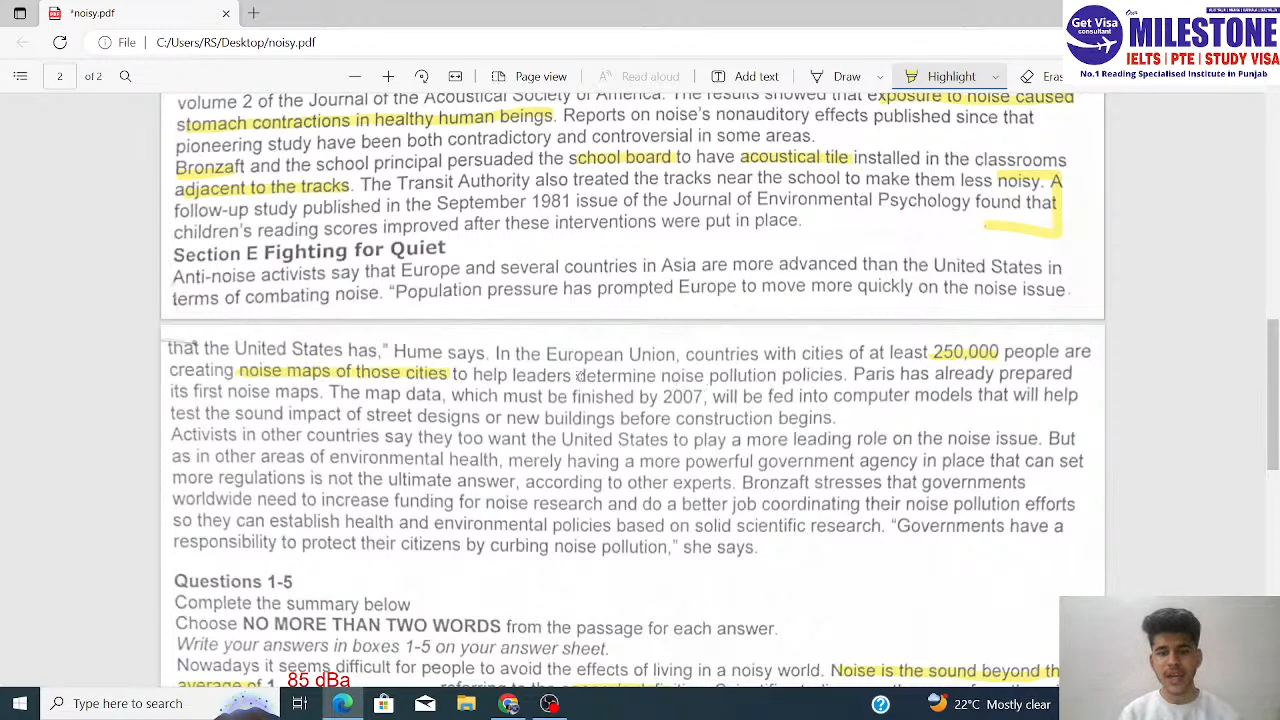 *noisy.pdf
File
C:/Users/RS/Desktop/noisy.pdf
2
of 2
Page view
Read aloud
Add text
Draw
Highlight
Eras
Get Visa
consultant
Our
MILESTONE
IELTS | PTE | STUDY VISA
No.1 Reading Specialised Institute in Punjab
volume 2 of the Journal of the Acoustical Society of America. The results showed that exposure to noise caused
stomach contractions in healthy human beings. Reports on noise's nonauditory effects published since that
pioneering study have been both contradictory and controversial in some areas.
Bronzaft and the school principal persuaded the school board to have acoustical tile installed in the classrooms
adjacent to the tracks. The Transit Authority also treated the tracks near the school to make them less noisy. A
follow-up study published in the September 1981 issue of the Journal of Environmental Psychology found that
children's reading scores improved after these interventions were put in place.
Section E Fighting for Quiet
Anti-noise activists say that Europe and several countries in Asia are more advanced than the United States in
terms of combating noise. “Population pressure has prompted Europe to move more quickly on the noise issue
that the United States has,” Hume says. In the European Union, countries with cities of at least 250,000 people are
creating noise maps of those cities to help leaders determine noise pollution policies. Paris has already prepared
its first noise maps. The map data, which must be finished by 2007, will be fed into computer models that will help
test the sound impact of street designs or new buildings before construction begins.
Activists in other countries say they too want the United States to play a more leading role on the noise issue. But
as in other areas of environmental health, merely having a more powerful government agency in place that can set
more regulations is not the ultimate answer, according to other experts. Bronzaft stresses that governments
worldwide need to increase funding for noise research and do a better job coordinating their noise pollution efforts
so they can establish health and environmental policies based on solid scientific research. “Governments have a
responsibility to protect their citizens by curbing noise pollution,” she says.
Questions 1-5
Complete the summary below
Choose NO MORE THAN TWO WORDS from the passage for each answer.
Write your answers in boxes 1-5 on your answer sheet.
Nowadays it seems difficult for people to avoid the effects of living in a noisy world. Noise is the sound beyond th
average of 1 85 dBa
Type here to search
22°C Mostly clear